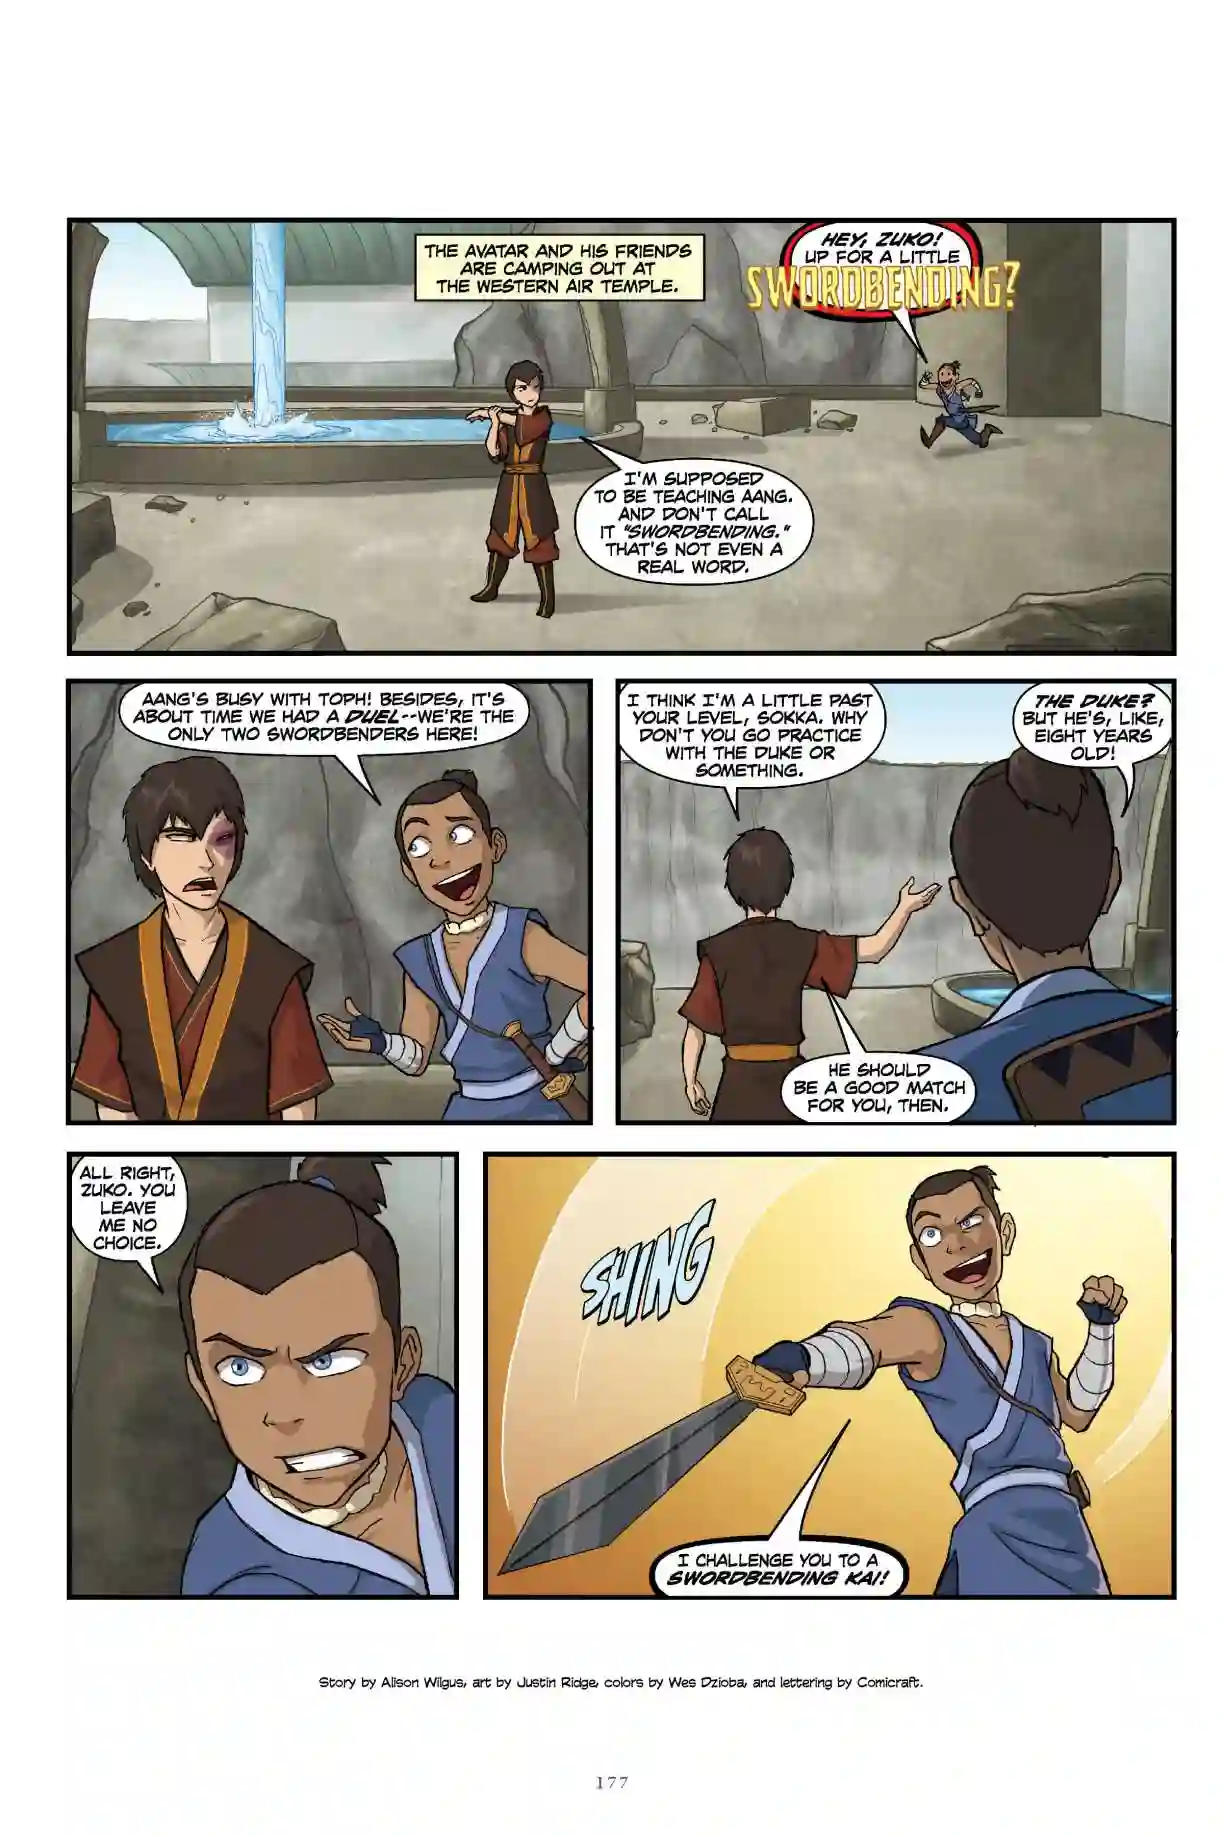 THE AVATAR AND HIS FRIENDS
ARE CAMPING OUT AT
THE WESTERN AIR TEMPLE.
HEY, ZUKO!
UP FOR A LITTLE
SWORDBENDING?
I'M SUPPOSED
TO BE TEACHING AANG.
AND DON'T CALL
IT "SWORDBENDING."
THAT'S NOT EVEN A
REAL WORD.
AANG'S BUSY WITH TOPH! BESIDES, IT'S
ABOUT TIME WE HAD A DUEL--WE'RE THE
ONLY TWO SWORDBENDERS HERE!
I THINK I'M A LITTLE PAST
YOUR LEVEL, SOKKA. WHY
DON'T YOU GO PRACTICE
WITH THE DUKE OR
SOMETHING.
THE DUKE?
BUT HE'S, LIKE,
EIGHT YEARS
OLD!
HE SHOULD
BE A GOOD MATCH
FOR YOU, THEN.
ALL RIGHT,
ZUKO. YOU
LEAVE
ME NO
CHOICE.
SHING
I CHALLENGE YOU TO A
SWORDBENDING KAI!
Story by Alison Wilgus, art by Justin Ridge, colors by Wes Dzioba, and lettering by Comicraft.
177